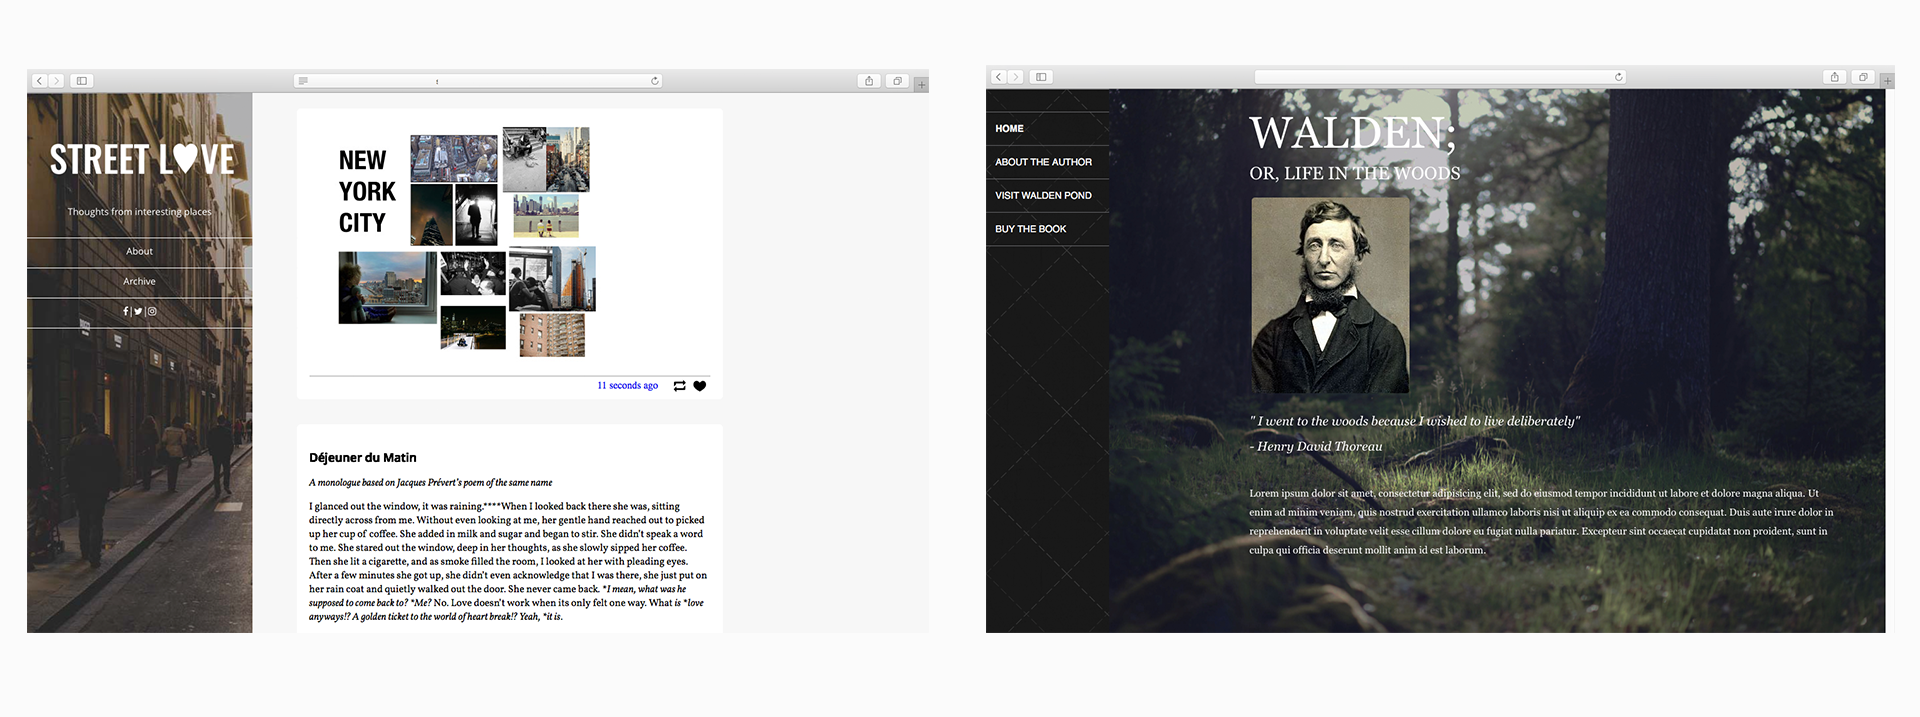 STREET L♥VE
Thoughts from interesting places
About
Archive
| |
NEW
YORK
CITY
11 seconds ago
Déjeuner du Matin
A monologue based on Jacques Prévert's poem of the same name
I glanced out the window, it was raining.****When I looked back there she was, sitting
directly across from me. Without even looking at me, her gentle hand reached out to picked
up her cup of coffee. She added in milk and sugar and began to stir. She didn't speak a word
to me. She stared out the window, deep in her thoughts, as she slowly sipped her coffee.
Then she lit a cigarette, and as smoke filled the room, I looked at her with pleading eyes.
After a few minutes she got up, she didn't even acknowledge that I was there, she just put on
her rain coat and quietly walked out the door. She never came back. *I mean, what was he
supposed to come back to? *Me? No. Love doesn't work when its only felt one way. What is *love
anyways!? A golden ticket to the world of heart break!? Yeah, *it is.
HOME
ABOUT THE AUTHOR
VISIT WALDEN POND
BUY THE BOOK
WALDEN;
OR, LIFE IN THE WOODS
" I went to the woods because I wished to live deliberately"
- Henry David Thoreau
Lorem ipsum dolor sit amet, consectetur adipisicing elit, sed do eiusmod tempor incididunt ut labore et dolore magna aliqua. Ut
enim ad minim veniam, quis nostrud exercitation ullamco laboris nisi ut aliquip ex ea commodo consequat. Duis aute irure dolor in
reprehenderit in voluptate velit esse cillum dolore eu fugiat nulla pariatur. Excepteur sint occaecat cupidatat non proident, sunt in
culpa qui officia deserunt mollit anim id est laborum.